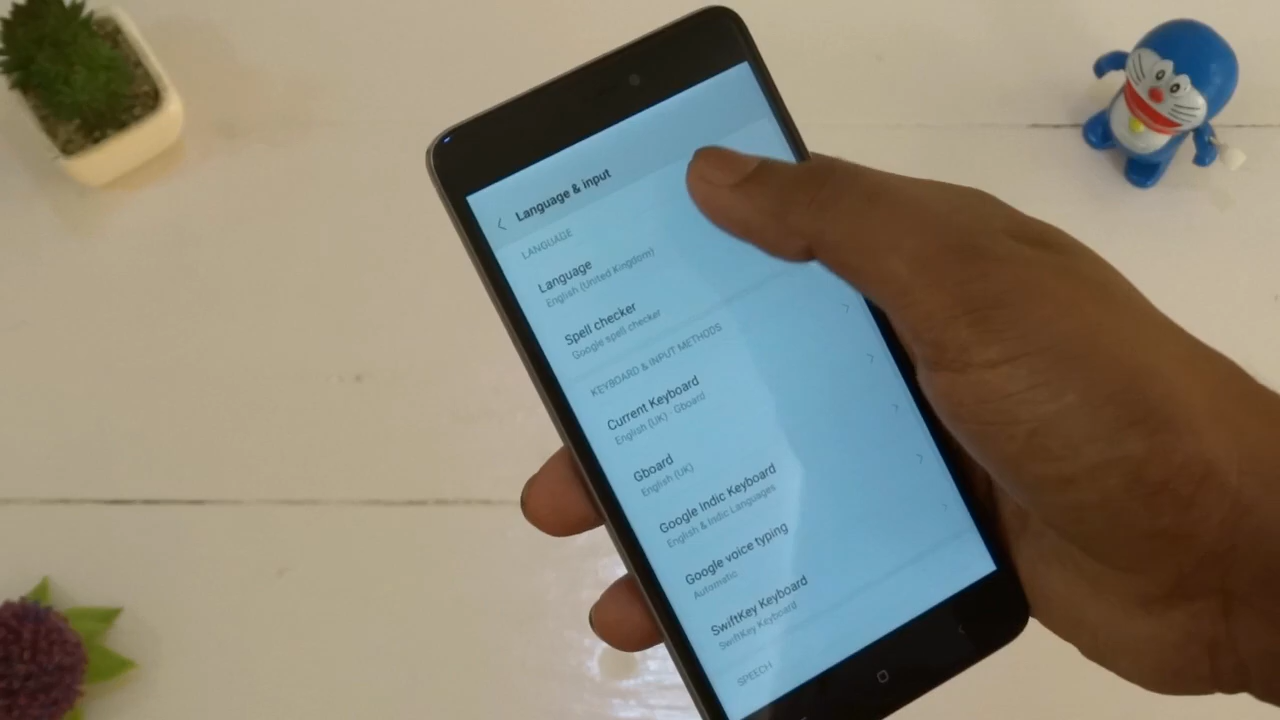 Language & input
LANGUAGE
Language
English (United Kingdom)
Spell checker
Google spell checker
KEYBOARD & INPUT METHODS
Current Keyboard
English (UK) - Gboard
Gboard
English (UK)
Google Indic Keyboard
English & Indic Languages
Google voice typing
Automatic
SwiftKey Keyboard
SwiftKey Keyboard
SPEECH